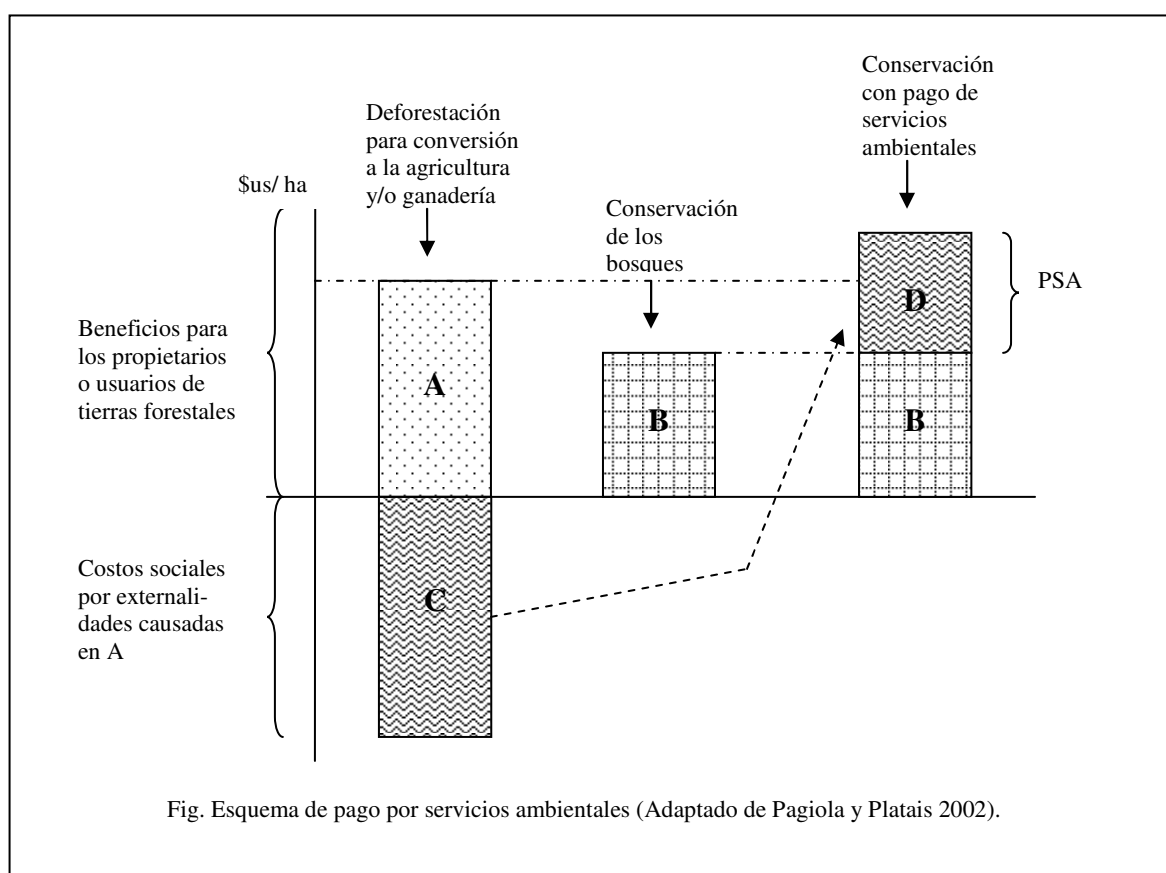 Conservación
con pago de
servicios
ambientales
Deforestación
para conversión
a la agricultura
y/o ganadería
$us/ ha
Conservación
de los
bosques
PSA
D
Beneficios para
los propietarios
o usuarios de
tierras forestales
A
B
B
Costos sociales
por externali-
dades causadas
en A
C
Fig. Esquema de pago por servicios ambientales (Adaptado de Pagiola y Platais 2002).